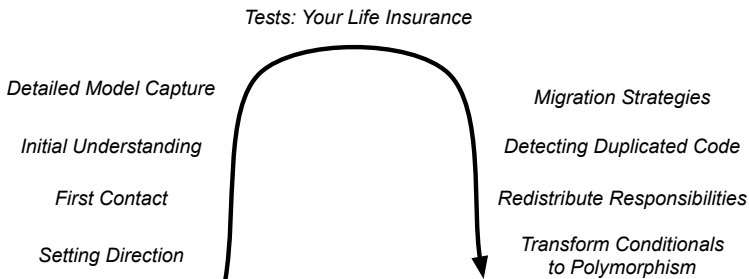 Tests: Your Life Insurance
Detailed Model Capture
Initial Understanding
First Contact
Setting Direction
Migration Strategies
Detecting Duplicated Code
Redistribute Responsibilities
Transform Conditionals
to Polymorphism